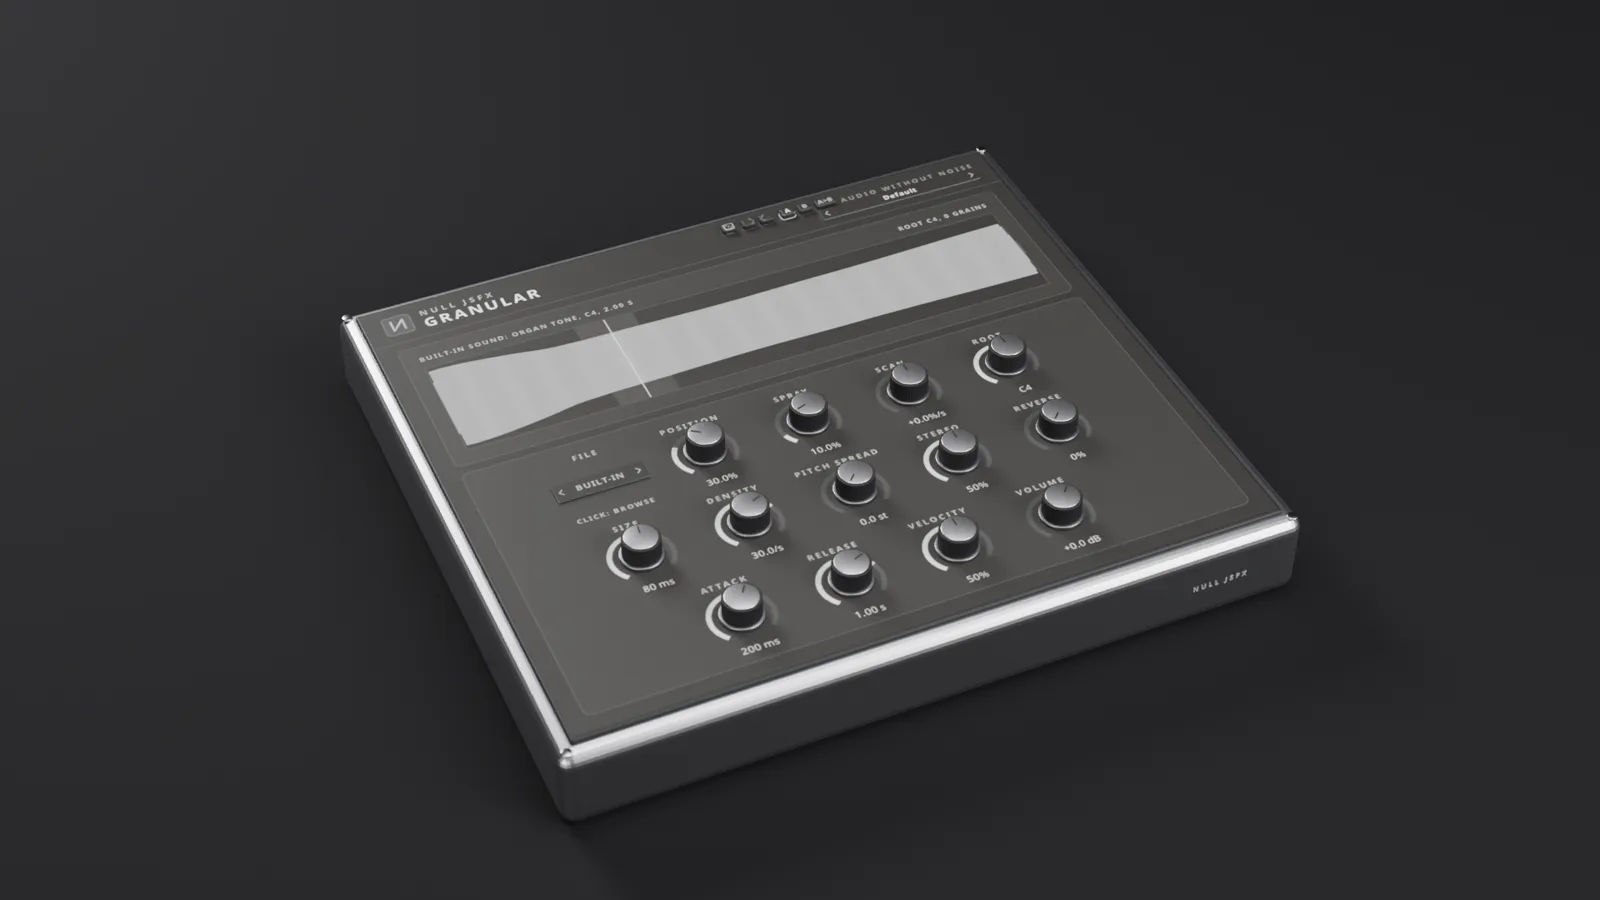 NULL JSFX
GRANULAR
A
B
A>B
AUDIO WITHOUT NOISE
< Default >
BUILT-IN SOUND: ORGAN TONE, C4, 2.00 S
ROOT C4, 8 GRAINS
FILE
< BUILT-IN >
CLICK: BROWSE
POSITION
30.0%
SPRAY
10.0%
SCAN
+0.0%/s
ROOT
C4
SIZE
80 ms
DENSITY
30.0/s
PITCH SPREAD
0.0 st
STEREO
50%
REVERSE
0%
ATTACK
200 ms
RELEASE
1.00 s
VELOCITY
50%
VOLUME
+0.0 dB
NULL JSFX